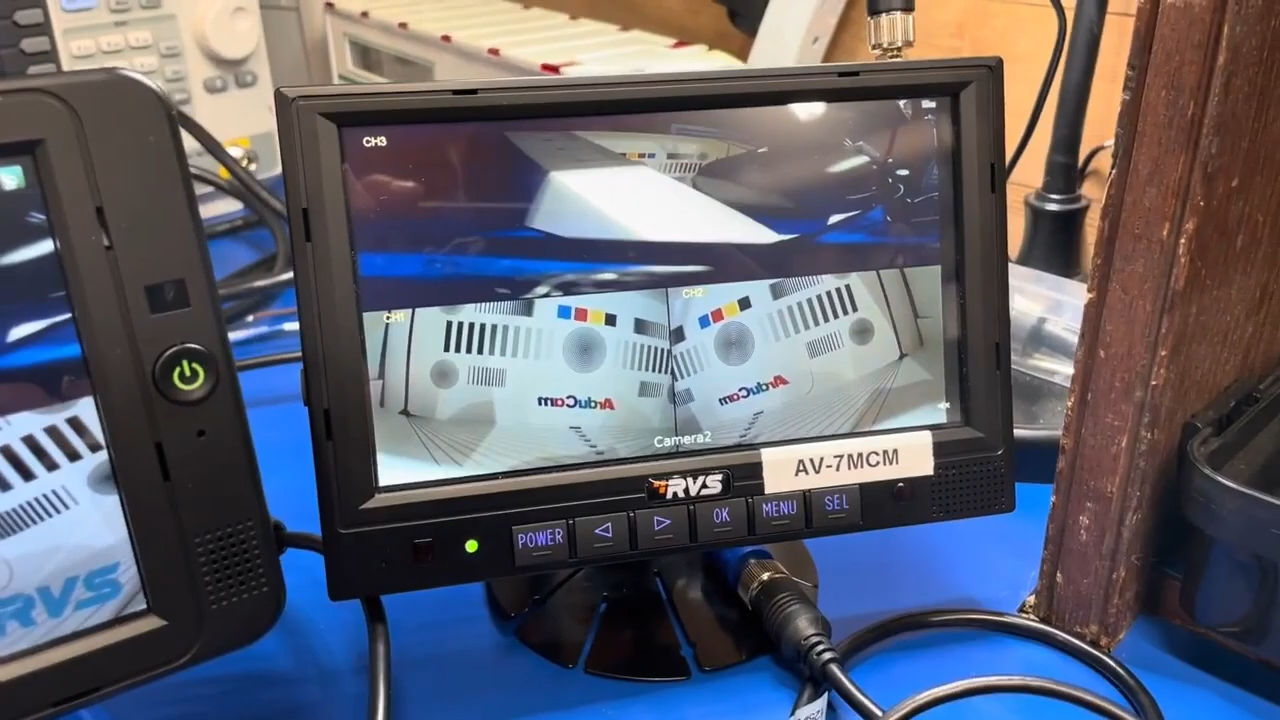 CH3
CH1
CH2
ArduCam
ArduCam
Camera2
RVS
AV-7MCM
POWER
OK
MENU
SEL
RVS